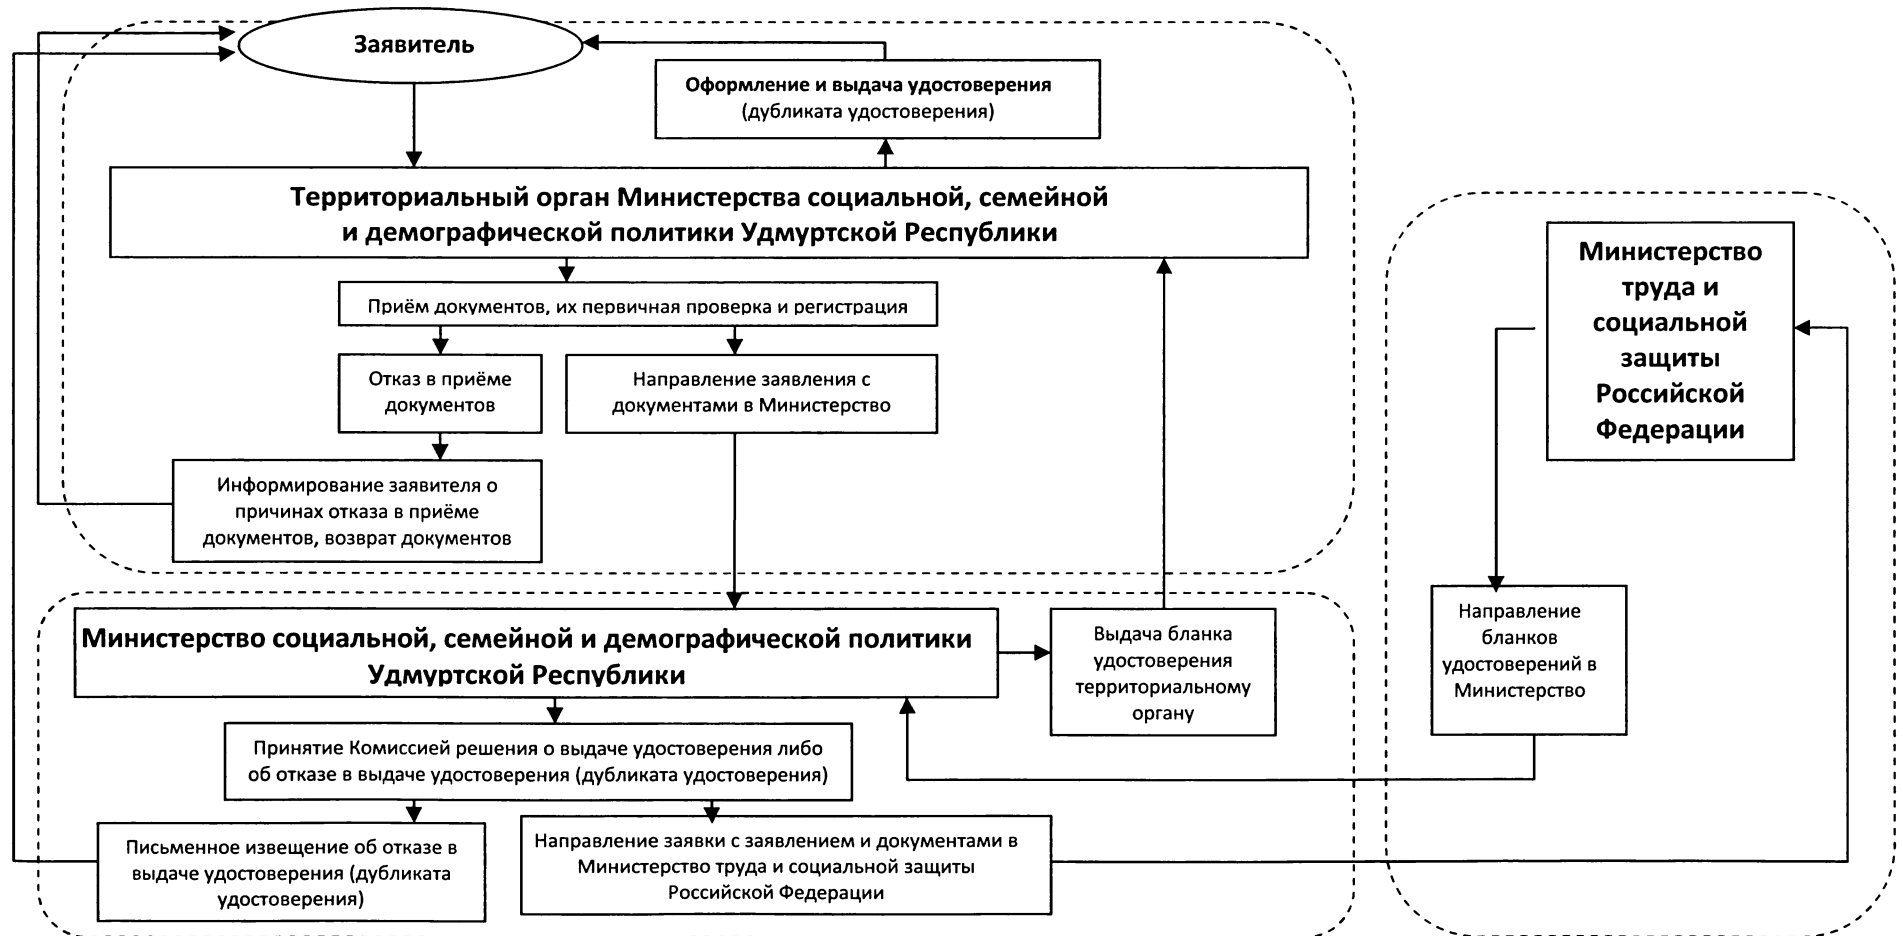 Заявитель
Оформление и выдача удостоверения
(дубликата удостоверения)
Территориальный орган Министерства социальной, семейной
и демографической политики Удмуртской Республики
Приём документов, их первичная проверка и регистрация
Отказ в приёме
документов
Направление заявления с
документами в Министерство
Информирование заявителя о
причинах отказа в приёме
документов, возврат документов
Министерство
труда и
социальной
защиты
Российской
Федерации
Направление
бланков
удостоверений в
Министерство
Министерство социальной, семейной и демографической политики
Удмуртской Республики
Выдача бланка
удостоверения
территориальному
органу
Принятие Комиссией решения о выдаче удостоверения либо
об отказе в выдаче удостоверения (дубликата удостоверения)
Письменное извещение об отказе в
выдаче удостоверения (дубликата
удостоверения)
Направление заявки с заявлением и документами в
Министерство труда и социальной защиты
Российской Федерации